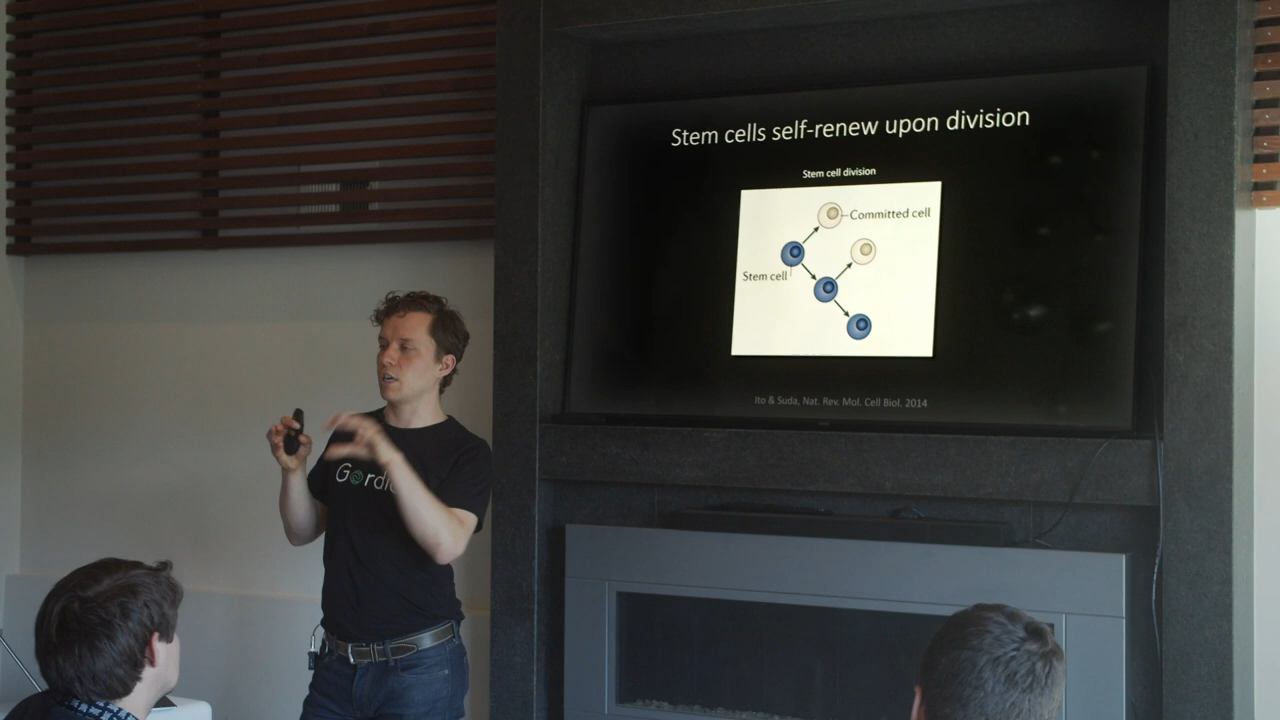 Stem cells self-renew upon division
Stem cell division
Committed cell
Stem cell
Ito & Suda, Nat. Rev. Mol. Cell Biol. 2014
Gordi